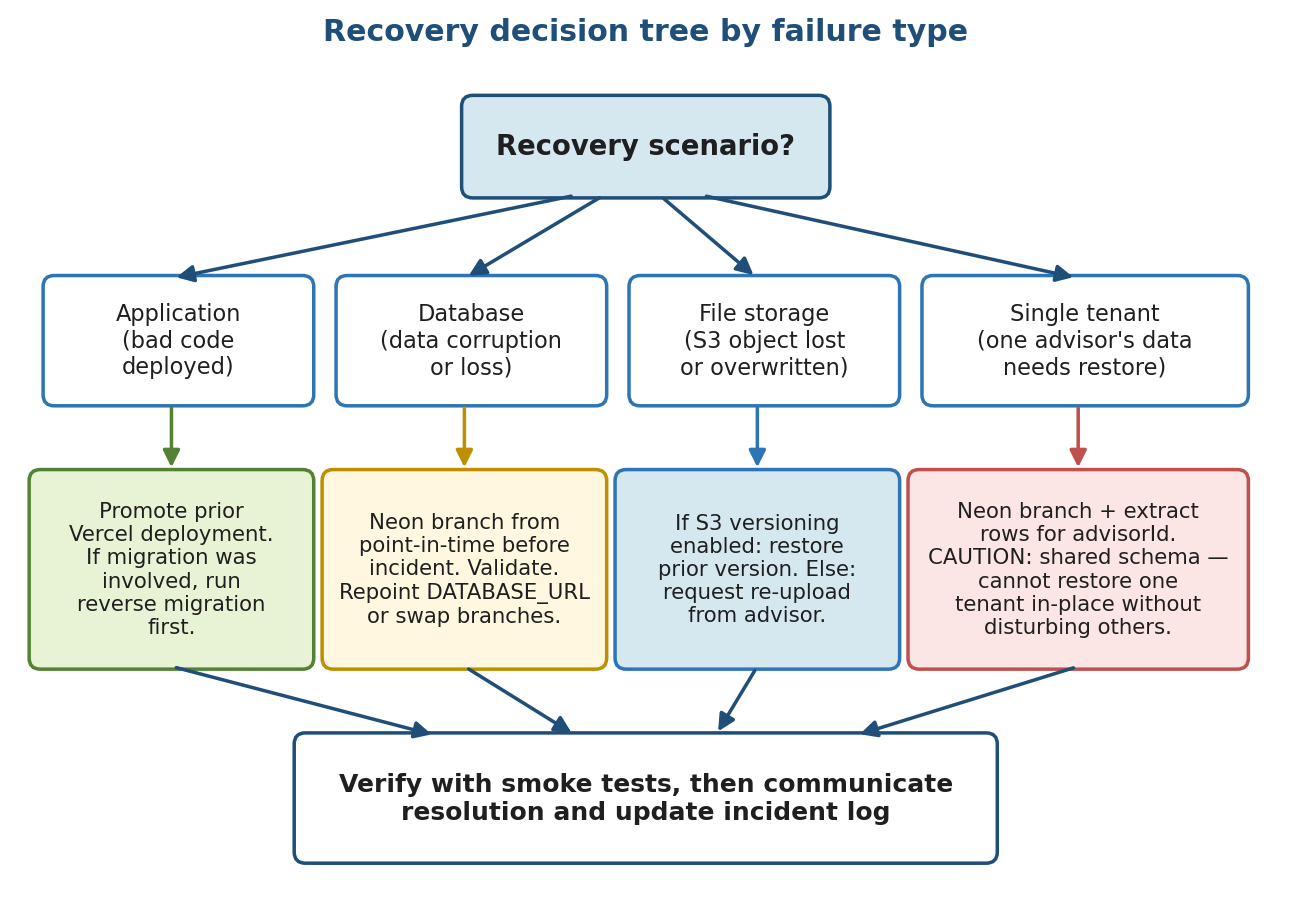 Recovery decision tree by failure type
Recovery scenario?
Application
(bad code
deployed)
Database
(data corruption
or loss)
File storage
(S3 object lost
or overwritten)
Single tenant
(one advisor's data
needs restore)
Promote prior
Vercel deployment.
If migration was
involved, run
reverse migration
first.
Neon branch from
point-in-time before
incident. Validate.
Repoint DATABASE_URL
or swap branches.
If S3 versioning
enabled: restore
prior version. Else:
request re-upload
from advisor.
Neon branch + extract
rows for advisorId.
CAUTION: shared schema —
cannot restore one
tenant in-place without
disturbing others.
Verify with smoke tests, then communicate
resolution and update incident log